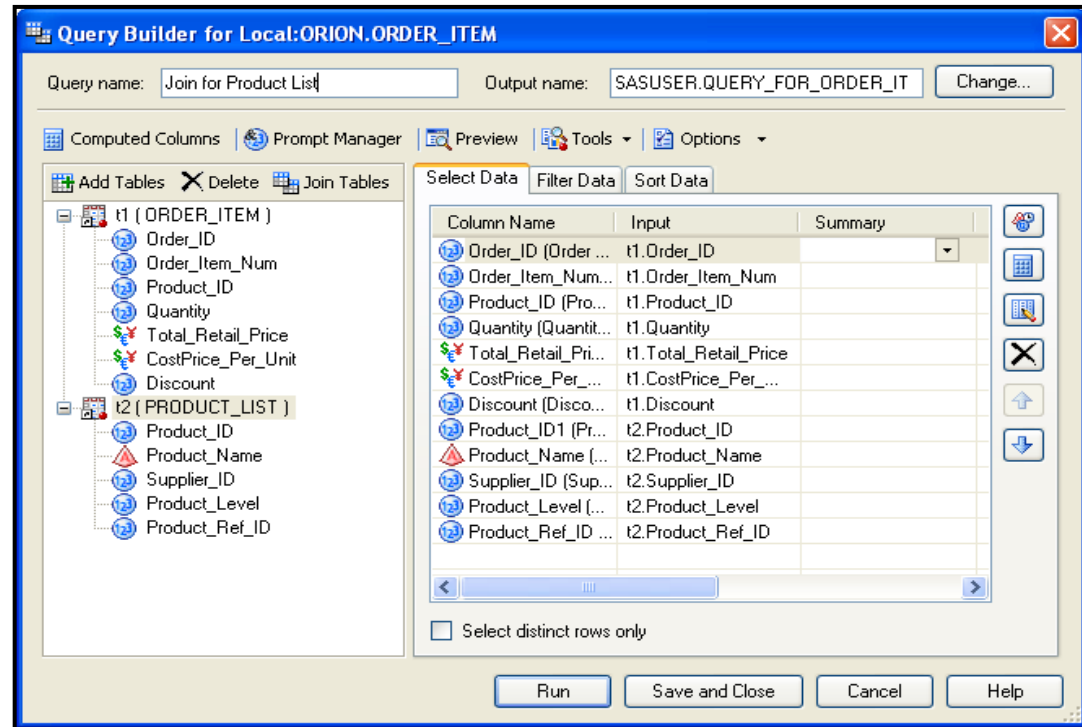 Query Builder for Local:ORION.ORDER_ITEM
Query name: Join for Product List Output name: SASUSER.QUERY_FOR_ORDER_IT Change...
Computed Columns Prompt Manager Preview Tools Options
Add Tables Delete Join Tables
t1 (ORDER_ITEM)
Order_ID
Order_Item_Num
Product_ID
Quantity
Total_Retail_Price
CostPrice_Per_Unit
Discount
t2 (PRODUCT_LIST)
Product_ID
Product_Name
Supplier_ID
Product_Level
Product_Ref_ID
Select Data Filter Data Sort Data
Column Name Input Summary
Order_ID (Order ... t1.Order_ID
Order_Item_Num... t1.Order_Item_Num
Product_ID (Pro... t1.Product_ID
Quantity (Quantit... t1.Quantity
Total_Retail_Pri... t1.Total_Retail_Price
CostPrice_Per_... t1.CostPrice_Per_...
Discount (Disco... t1.Discount
Product_ID1 (Pr... t2.Product_ID
Product_Name (... t2.Product_Name
Supplier_ID (Sup... t2.Supplier_ID
Product_Level (... t2.Product_Level
Product_Ref_ID ... t2.Product_Ref_ID
Select distinct rows only
Run Save and Close Cancel Help